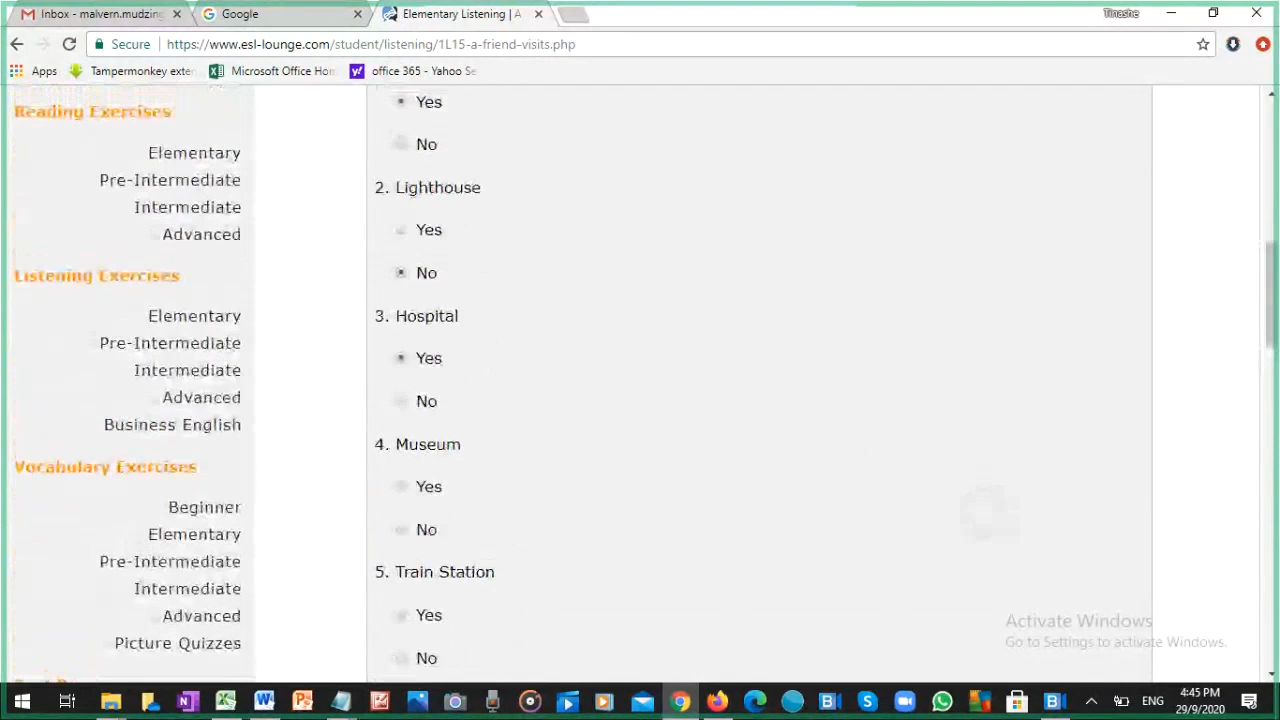 Inbox - malvern.mudzing
Google
Elementary Listening | A
Tinashe
Secure
https://www.esl-lounge.com/student/listening/1L15-a-friend-visits.php
Apps
Tampermonkey exten
Microsoft Office Hom
office 365 - Yahoo Se
Reading Exercises
Elementary
Pre-Intermediate
Intermediate
Advanced
Listening Exercises
Elementary
Pre-Intermediate
Intermediate
Advanced
Business English
Vocabulary Exercises
Beginner
Elementary
Pre-Intermediate
Intermediate
Advanced
Picture Quizzes
Yes
No
2. Lighthouse
Yes
No
3. Hospital
Yes
No
4. Museum
Yes
No
5. Train Station
Yes
No
Activate Windows
Go to Settings to activate Windows.
ENG
4:45 PM
29/9/2020